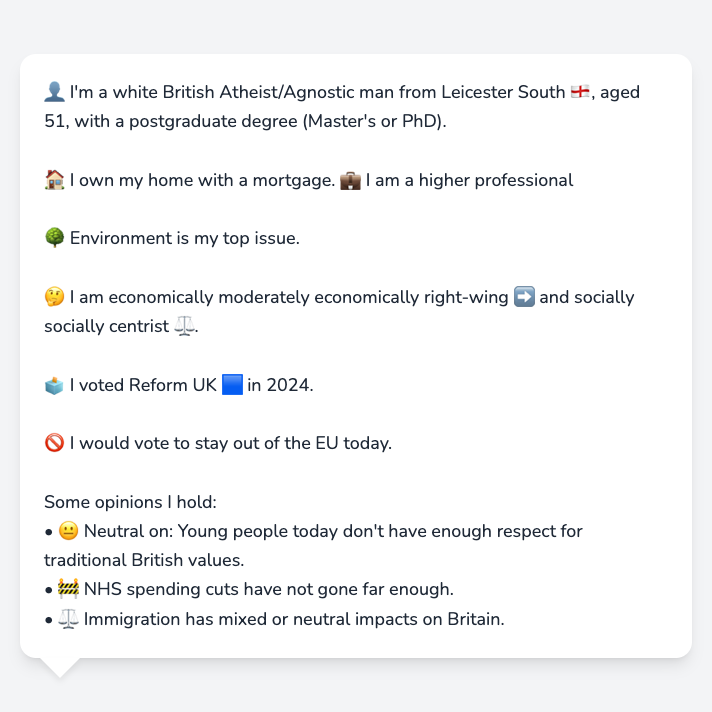 👤 I'm a white British Atheist/Agnostic man from Leicester South 🏴󠁧󠁢󠁥󠁮󠁧󠁿, aged
51, with a postgraduate degree (Master's or PhD).
🏠 I own my home with a mortgage. 💼 I am a higher professional
🌳 Environment is my top issue.
🤔 I am economically moderately economically right-wing ➡️ and socially
socially centrist ⚖️.
🗳️ I voted Reform UK 🟦 in 2024.
🚫 I would vote to stay out of the EU today.
Some opinions I hold:
• 😐 Neutral on: Young people today don't have enough respect for
traditional British values.
• 🚧 NHS spending cuts have not gone far enough.
• ⚖️ Immigration has mixed or neutral impacts on Britain.